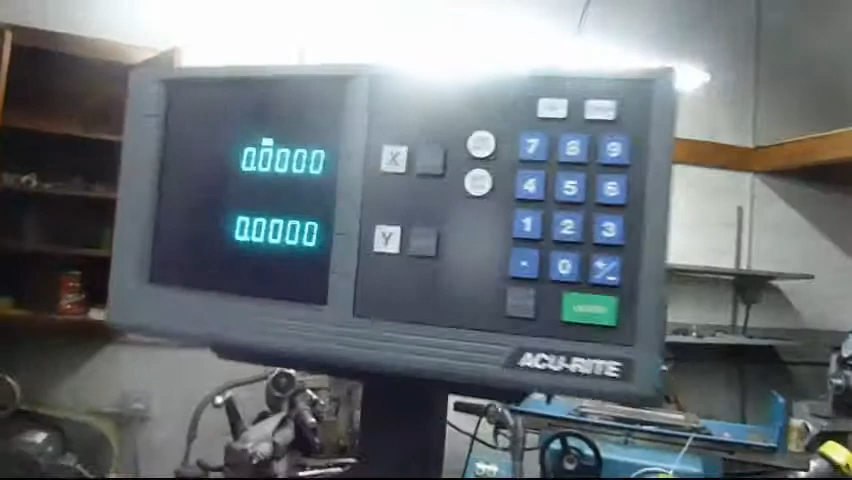 0.0000
0.0000
X
Y
7 8 9
4 5 6
1 2 3
. 0 +/-
ACU-RITE